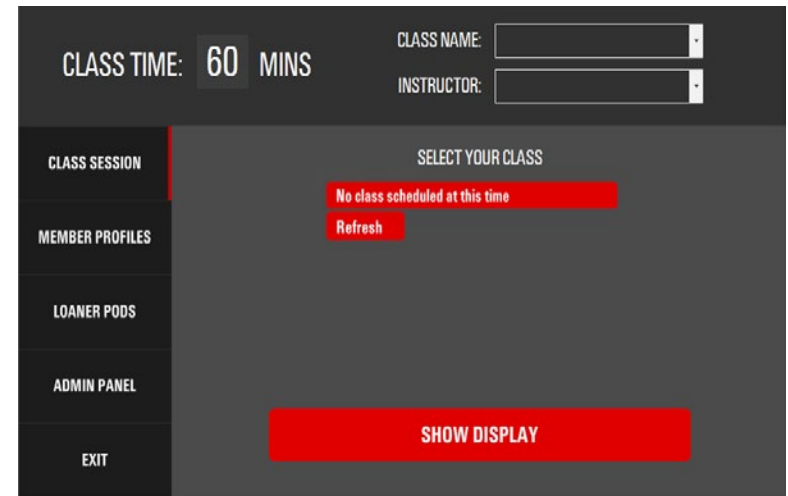 CLASS TIME: 60 MINS
CLASS NAME:
INSTRUCTOR:
CLASS SESSION
MEMBER PROFILES
LOANER PODS
ADMIN PANEL
EXIT
SELECT YOUR CLASS
No class scheduled at this time
Refresh
SHOW DISPLAY